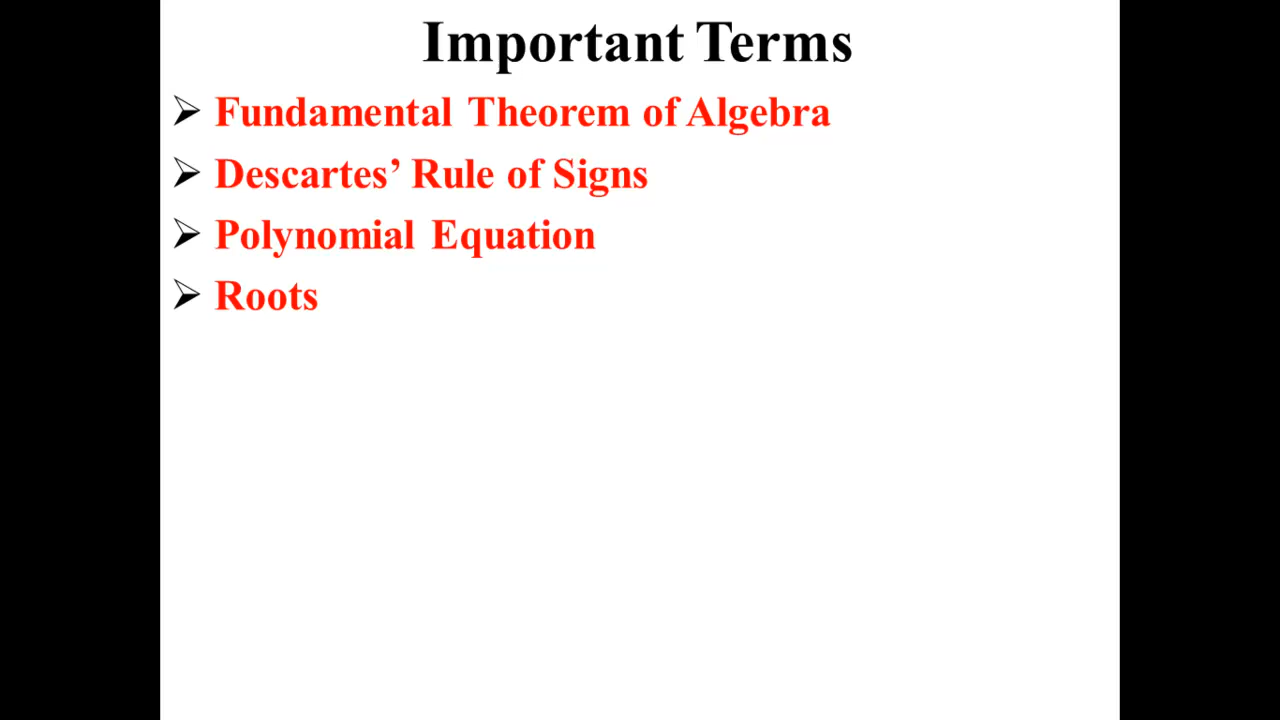 Important Terms
➢ Fundamental Theorem of Algebra
➢ Descartes’ Rule of Signs
➢ Polynomial Equation
➢ Roots